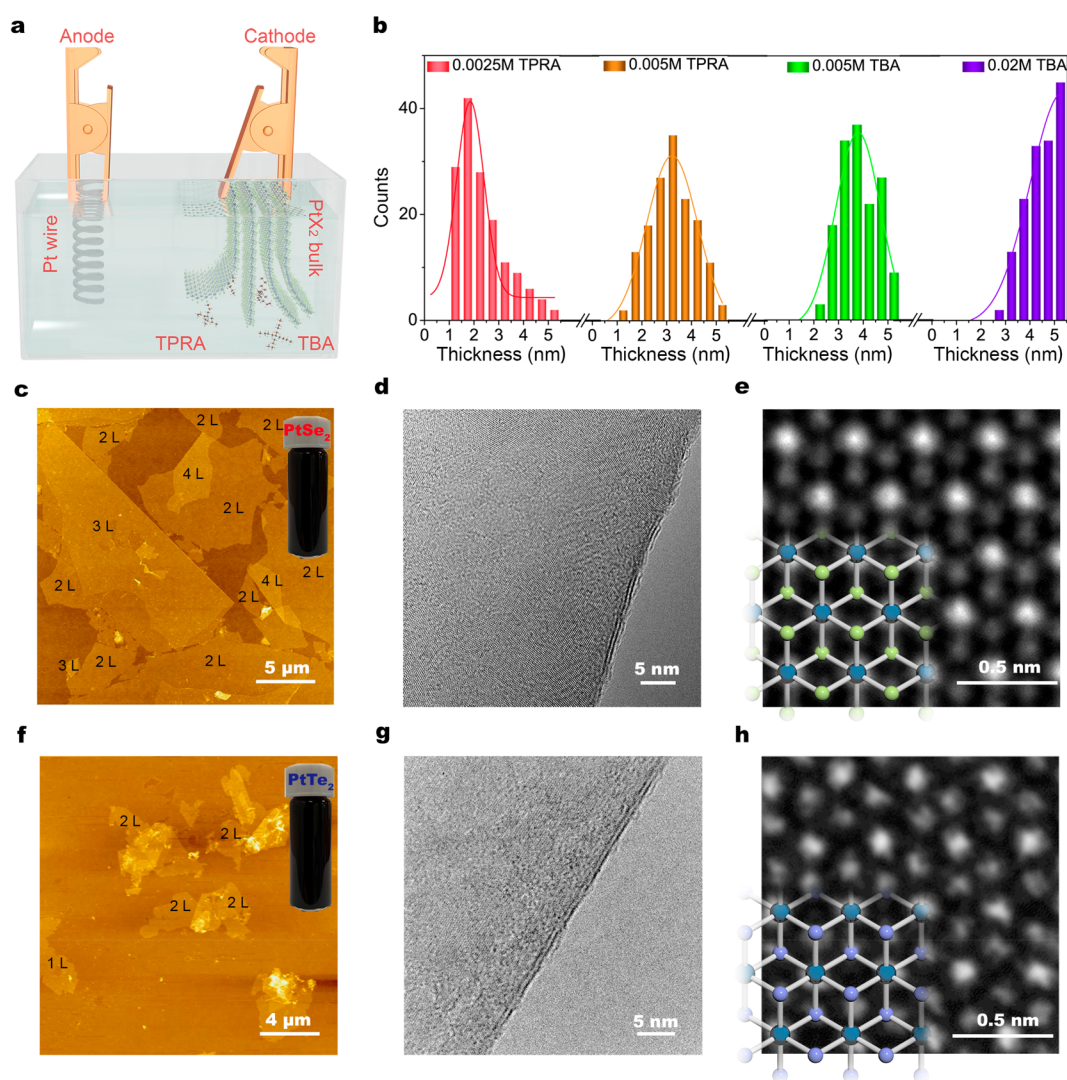 a
Anode
Cathode
Pt wire
PtX₂ bulk
TPRA
TBA
b
0.0025M TPRA
0.005M TPRA
0.005M TBA
0.02M TBA
Counts
40
20
0
0 1 2 3 4 5 0 1 2 3 4 5 0 1 2 3 4 5 0 1 2 3 4 5
Thickness (nm) Thickness (nm) Thickness (nm) Thickness (nm)
c
2 L
2 L
2 L
PtSe₂
4 L
2 L
3 L
2 L
4 L
2 L
2 L
3 L
2 L
2 L
5 µm
d
5 nm
e
0.5 nm
f
PtTe₂
2 L
2 L
2 L
2 L
1 L
4 µm
g
5 nm
h
0.5 nm